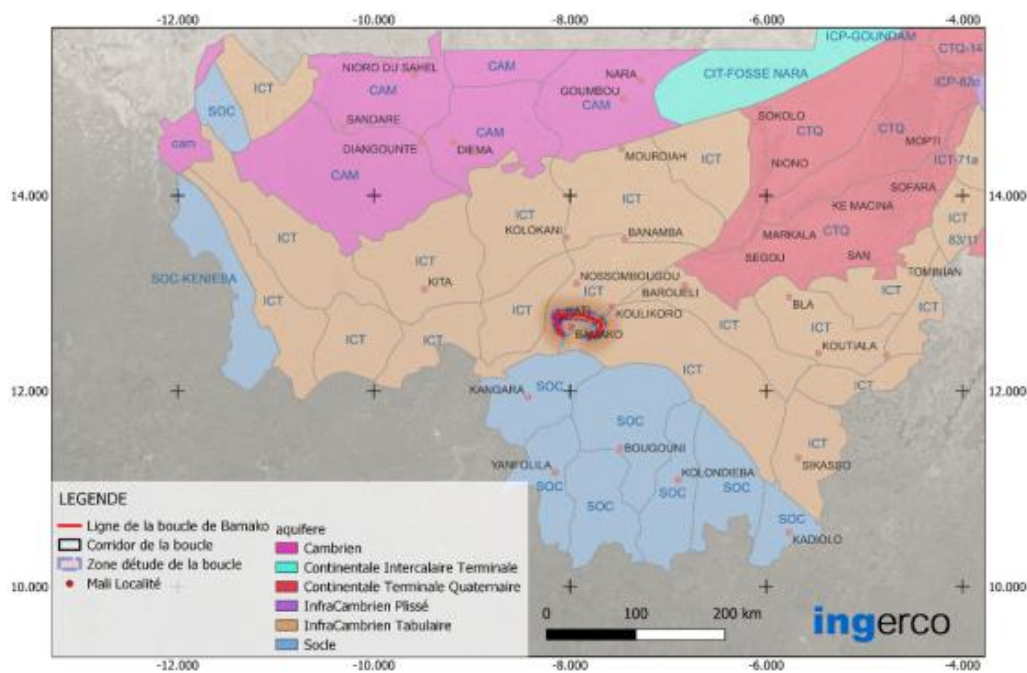 -12.000 -10.000 -8.000 -6.000 -4.000
ICP-GOUNDAM
CTQ-14
NIORO DU SAHEL
CAM
NARA
CIT-FOSSE NARA
ICT
CAM
GOUMBOU
CAM
SOC
SANDARE
SOKOLO
CTQ
CTQ
MOPTI
cam
DIANGOUNTE
CAM
DIEMA
MOURDIAH
ICT
NIONO
ICT-71a
14.000
CAM
14.000
SOFARA
ICT
ICT
KE MACINA
ICT
KOLOKANI
BANAMBA
MARKALA
CTQ
83/11
ICT
ICT
SEGOU
SAN
TOMINIAN
SOC-KENIEBA
KITA
NOSSOMBOUGOU
ICT
BAROUELI
ICT
ICT
BLA
ICT
KOULIKORO
ICT
ICT
ICT
BAMAKO
ICT
KOUTIALA
12.000
KANGARA
SOC
ICT
ICT
12.000
SOC
ICT
BOUGOUNI
SIKASSO
YANFOLILA
SOC
KOLONDIEBA
SOC
SOC
SOC
SOC
KADIOLO
LEGENDE
Ligne de la boucle de Bamako
Corridor de la boucle
Zone détude de la boucle
Mali Localité
aquifere
Cambrien
Continentale Intercalaire Terminale
Continentale Terminale Quaternaire
InfraCambrien Plissé
InfraCambrien Tabulaire
Socle
10.000
10.000
0 100 200 km
ingerco
-12.000 -10.000 -8.000 -6.000 -4.000